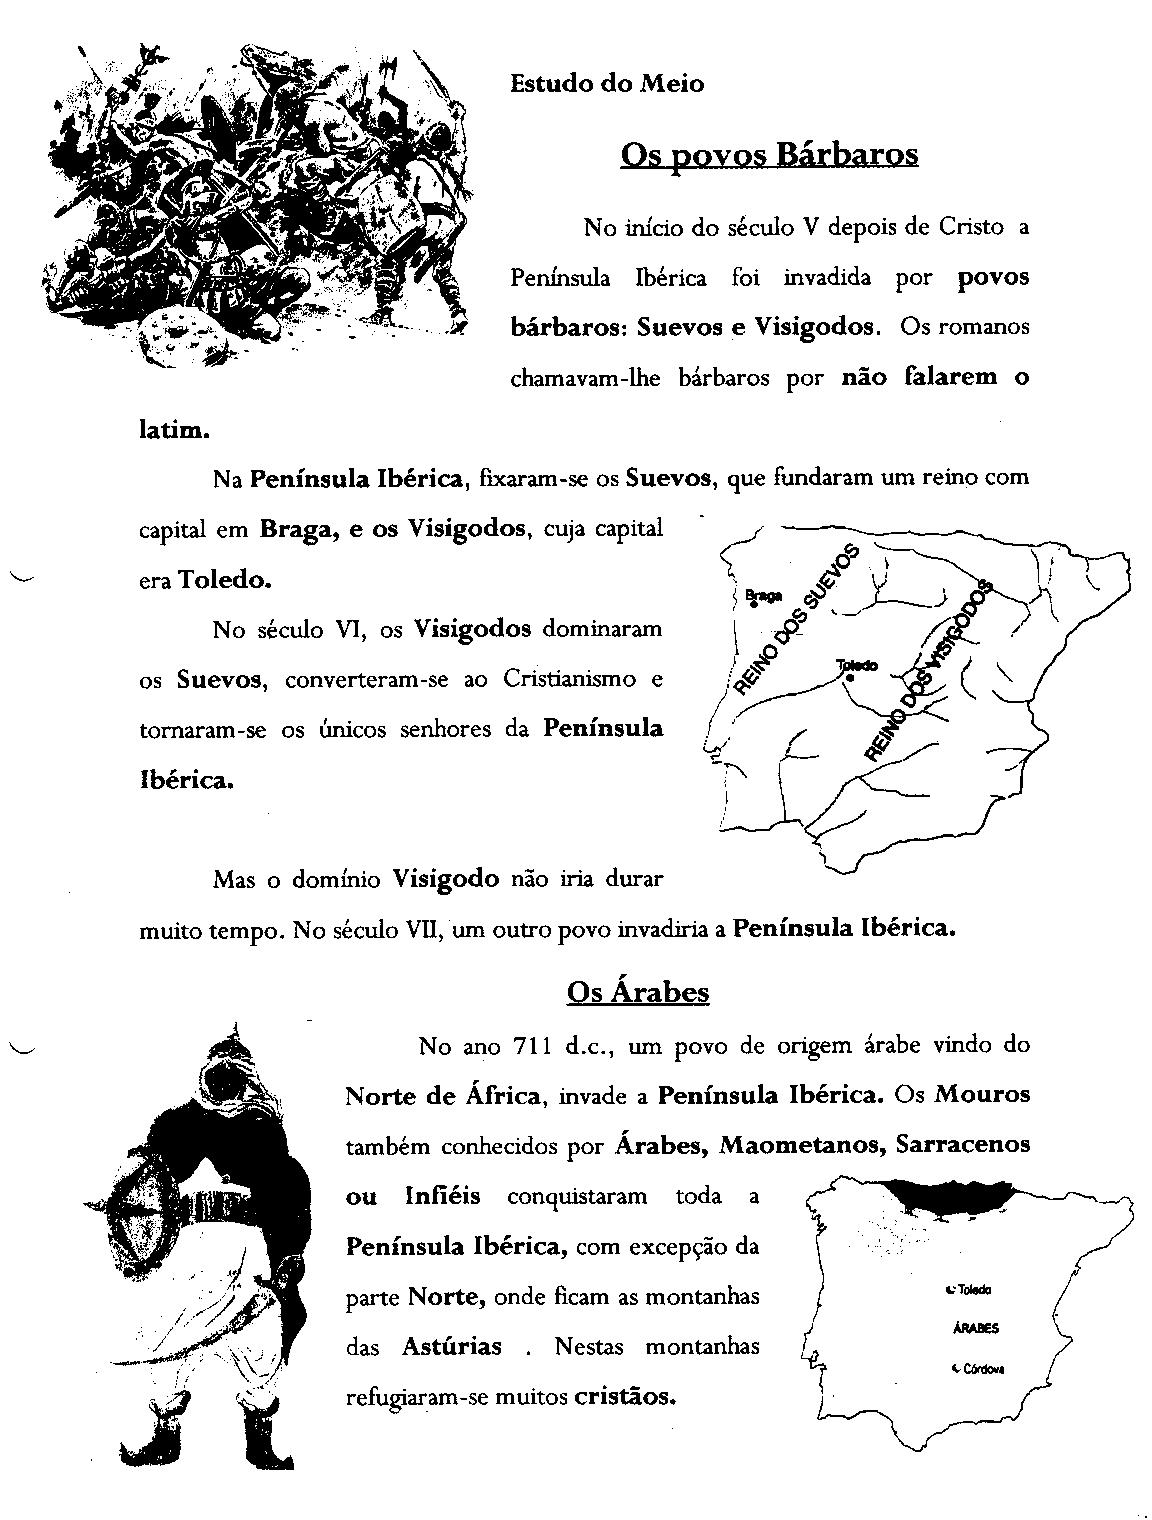 Estudo do Meio
Os povos Bárbaros
No início do século V depois de Cristo a
Península Ibérica foi invadida por povos
bárbaros: Suevos e Visigodos. Os romanos
chamavam-lhe bárbaros por não falarem o
latim.
Na Península Ibérica, fixaram-se os Suevos, que fundaram um reino com
capital em Braga, e os Visigodos, cuja capital
era Toledo.
No século VI, os Visigodos dominaram
os Suevos, converteram-se ao Cristianismo e
tornaram-se os únicos senhores da Península
Ibérica.
REINO DOS SUEVOS
Braga
Toledo
REINO DOS VISIGODOS
Mas o domínio Visigodo não iria durar
muito tempo. No século VII, um outro povo invadiria a Península Ibérica.
Os Árabes
No ano 711 d.c., um povo de origem árabe vindo do
Norte de África, invade a Península Ibérica. Os Mouros
também conhecidos por Árabes, Maometanos, Sarracenos
ou Infiéis conquistaram toda a
Península Ibérica, com excepção da
parte Norte, onde ficam as montanhas
das Astúrias . Nestas montanhas
refugiaram-se muitos cristãos.
Toledo
ÁRABES
Córdova